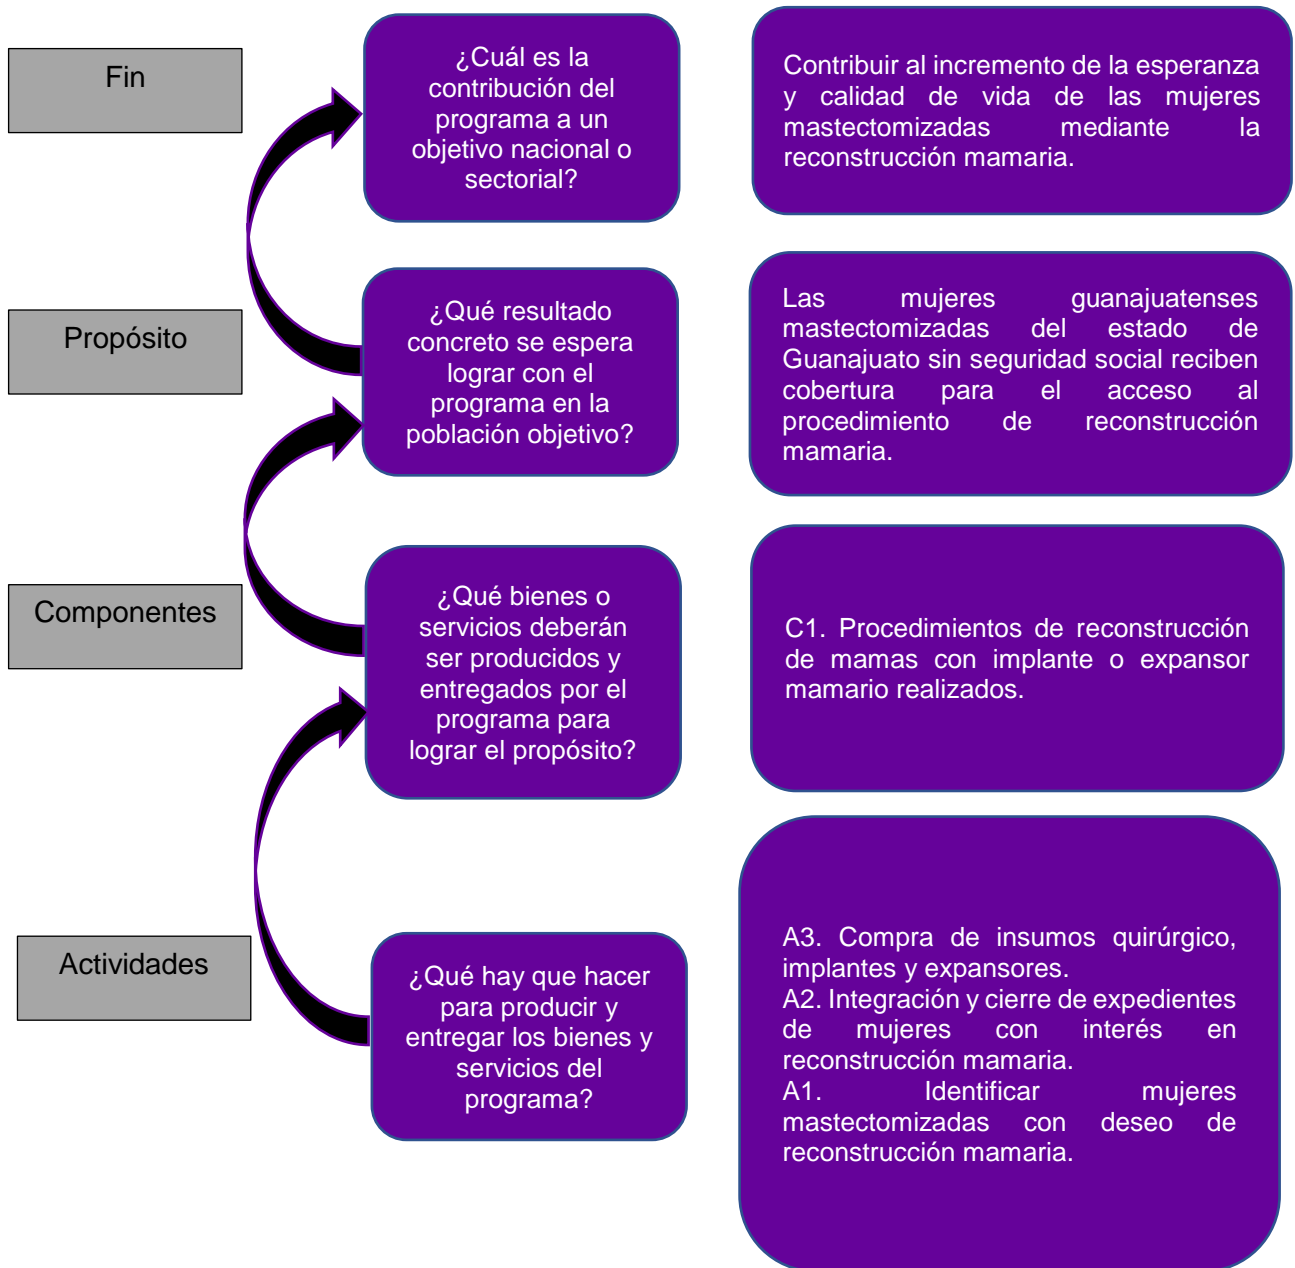 Fin
¿Cuál es la
contribución del
programa a un
objetivo nacional o
sectorial?
Contribuir al incremento de la esperanza
y calidad de vida de las mujeres
mastectomizadas mediante la
reconstrucción mamaria.
Propósito
¿Qué resultado
concreto se espera
lograr con el
programa en la
población objetivo?
Las mujeres guanajuatenses
mastectomizadas del estado de
Guanajuato sin seguridad social reciben
cobertura para el acceso al
procedimiento de reconstrucción
mamaria.
Componentes
¿Qué bienes o
servicios deberán
ser producidos y
entregados por el
programa para
lograr el propósito?
C1. Procedimientos de reconstrucción
de mamas con implante o expansor
mamario realizados.
Actividades
¿Qué hay que hacer
para producir y
entregar los bienes y
servicios del
programa?
A3. Compra de insumos quirúrgico,
implantes y expansores.
A2. Integración y cierre de expedientes
de mujeres con interés en
reconstrucción mamaria.
A1. Identificar mujeres
mastectomizadas con deseo de
reconstrucción mamaria.